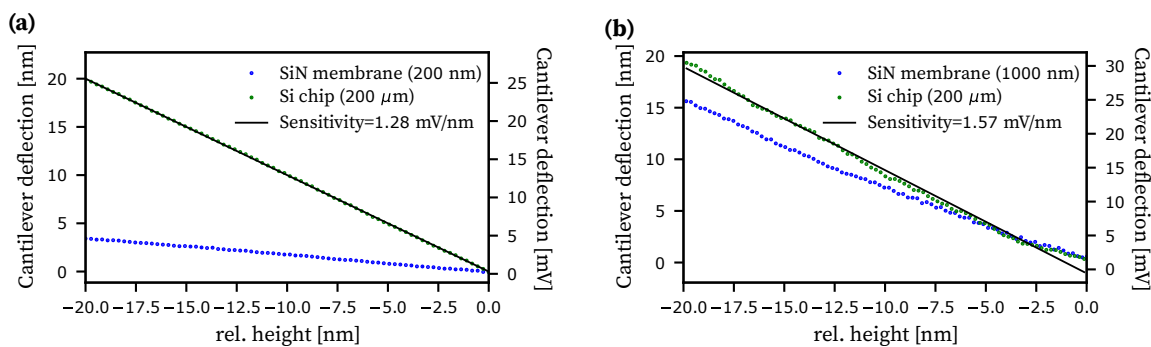 (a)
Cantilever deflection [nm]
20
15
10
5
0
SiN membrane (200 nm)
Si chip (200 μm)
Sensitivity=1.28 mV/nm
25
20
15
10
5
0
Cantilever deflection [mV]
−20.0 −17.5 −15.0 −12.5 −10.0 −7.5 −5.0 −2.5 0.0
rel. height [nm]
(b)
Cantilever deflection [nm]
20
15
10
5
0
SiN membrane (1000 nm)
Si chip (200 μm)
Sensitivity=1.57 mV/nm
30
25
20
15
10
5
0
Cantilever deflection [mV]
−20.0 −17.5 −15.0 −12.5 −10.0 −7.5 −5.0 −2.5 0.0
rel. height [nm]